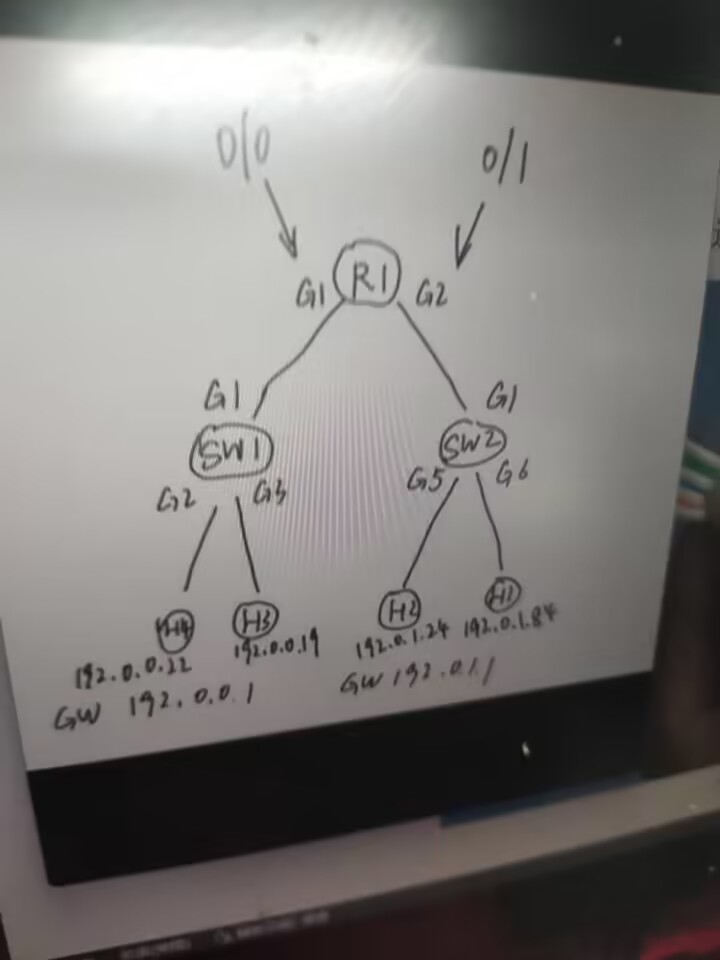 0/0
0/1
G1 R1 G2
G1
G1
SW1
SW2
G2 G3
G5 G6
H4
H3
H2
H1
192.0.0.22
192.0.0.19
192.0.1.24
192.0.1.84
GW 192.0.0.1
GW 192.0.1.1